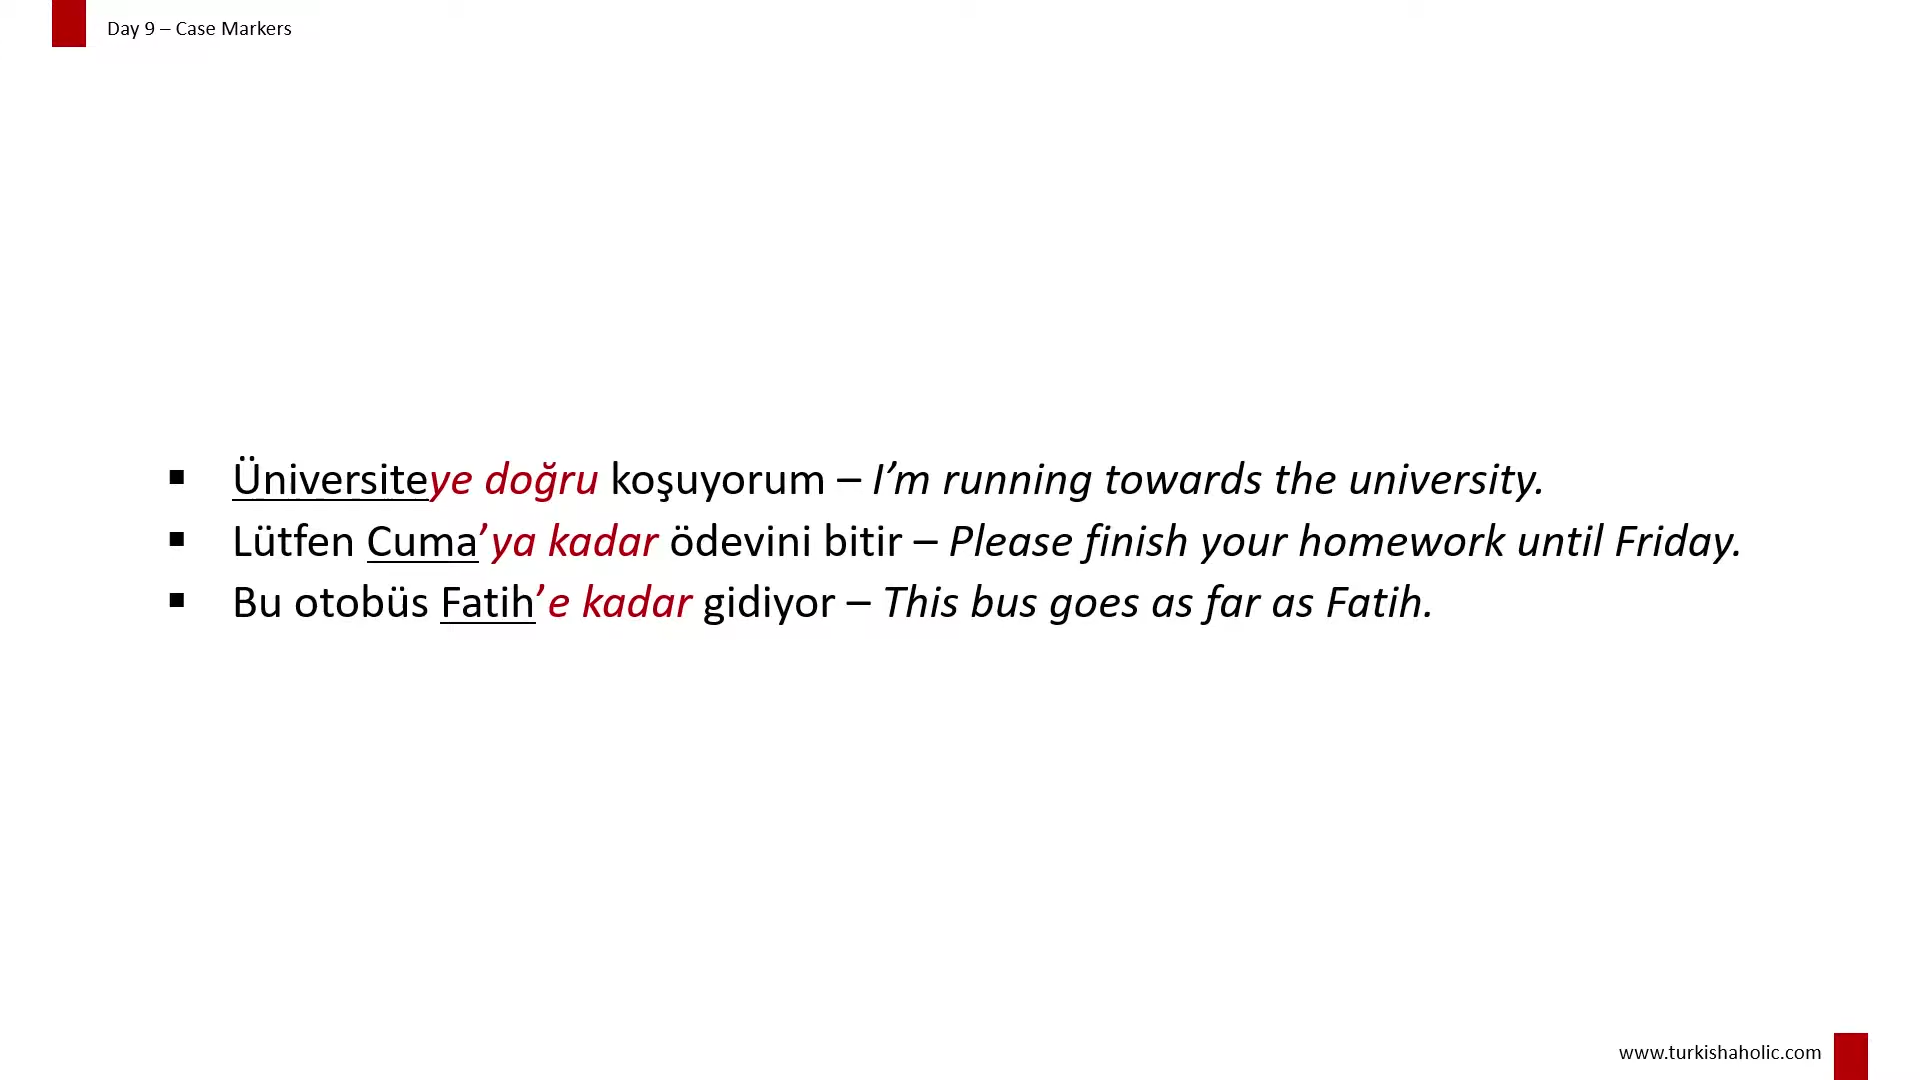 Day 9 – Case Markers
▪ Üniversiteye doğru koşuyorum – I’m running towards the university.
▪ Lütfen Cuma’ya kadar ödevini bitir – Please finish your homework until Friday.
▪ Bu otobüs Fatih’e kadar gidiyor – This bus goes as far as Fatih.
www.turkishaholic.com